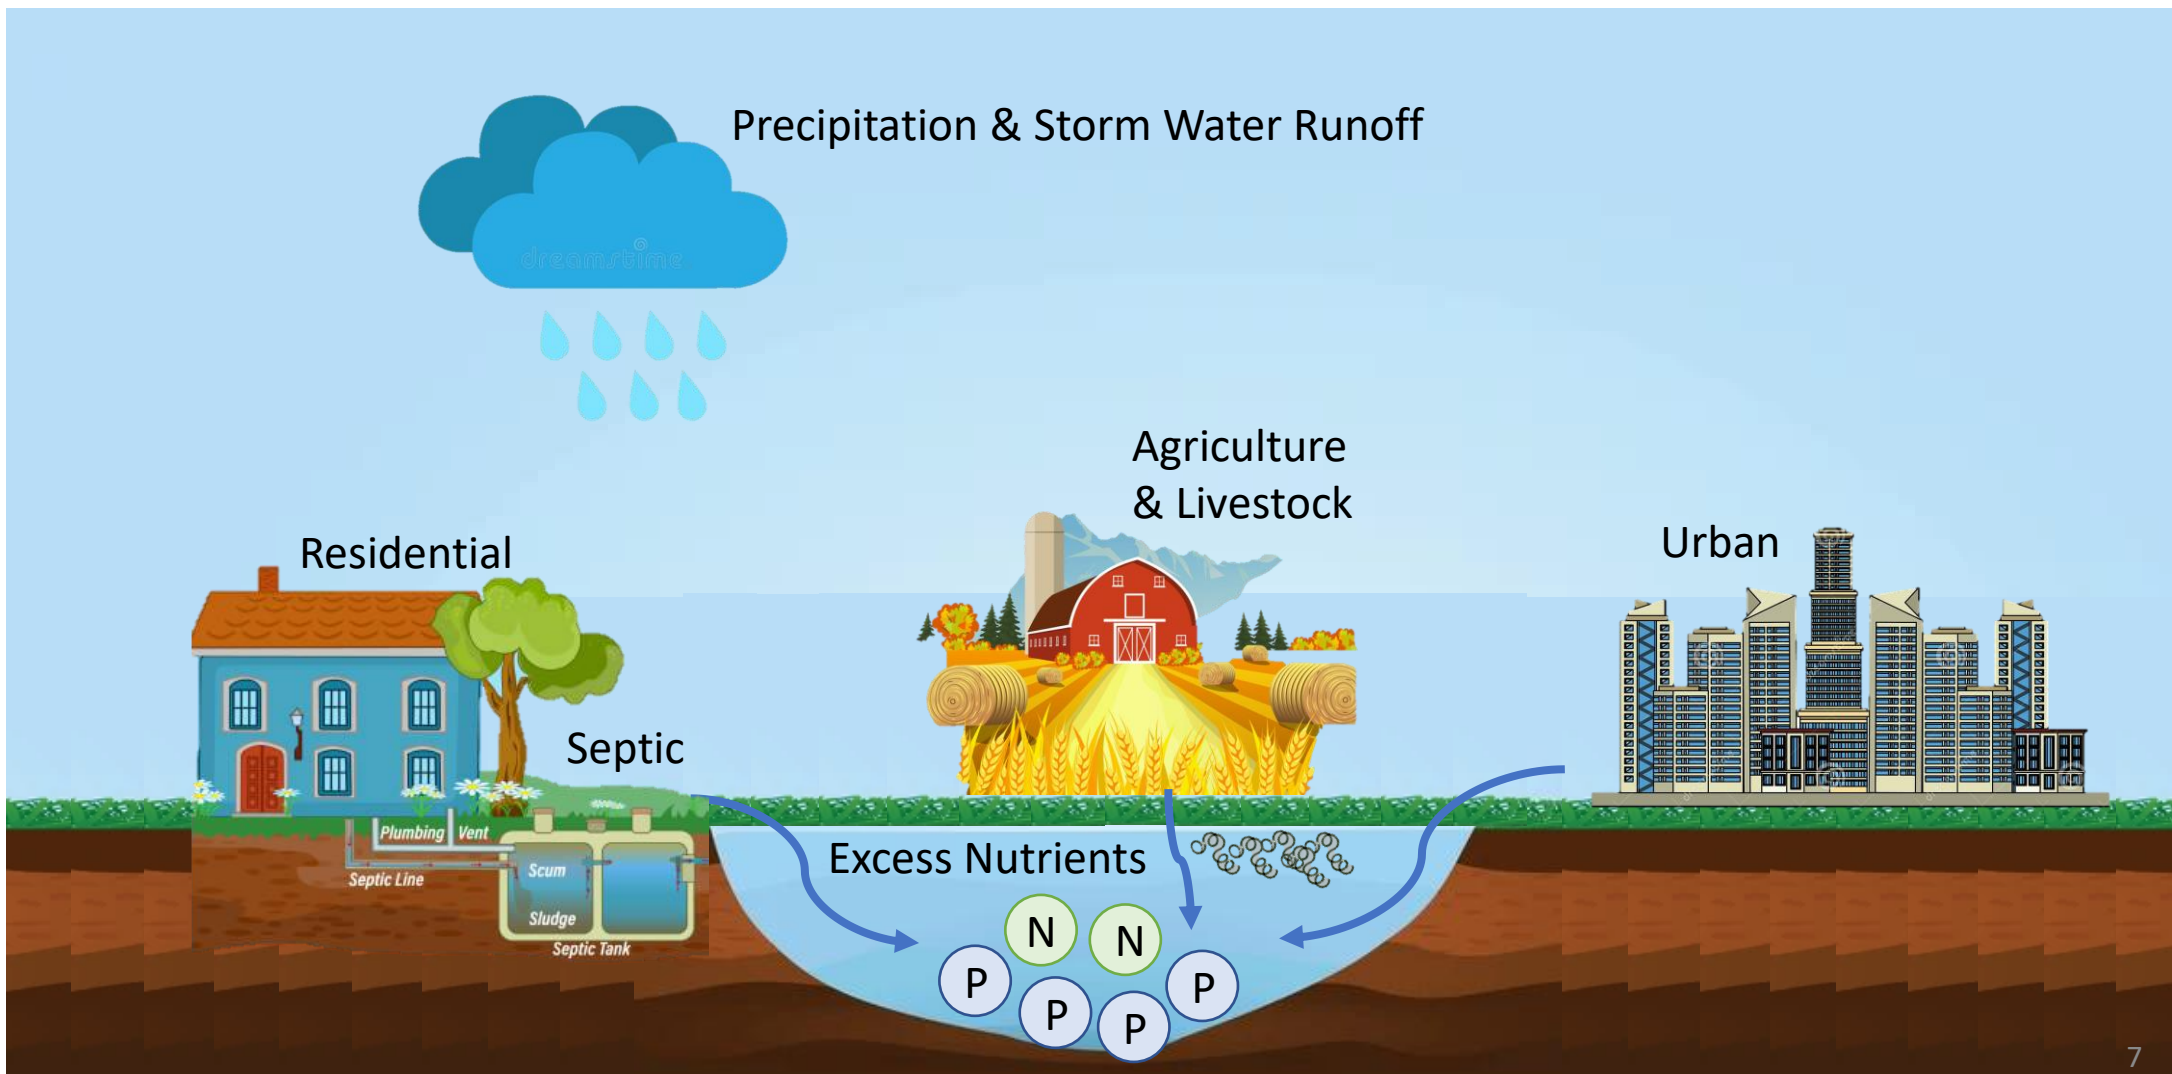 Precipitation & Storm Water Runoff
dreamstime
Agriculture
& Livestock
Residential
Urban
Septic
Plumbing
Vent
Excess Nutrients
Septic Line
Scum
Sludge
Septic Tank
N
N
P
P
P
P
7